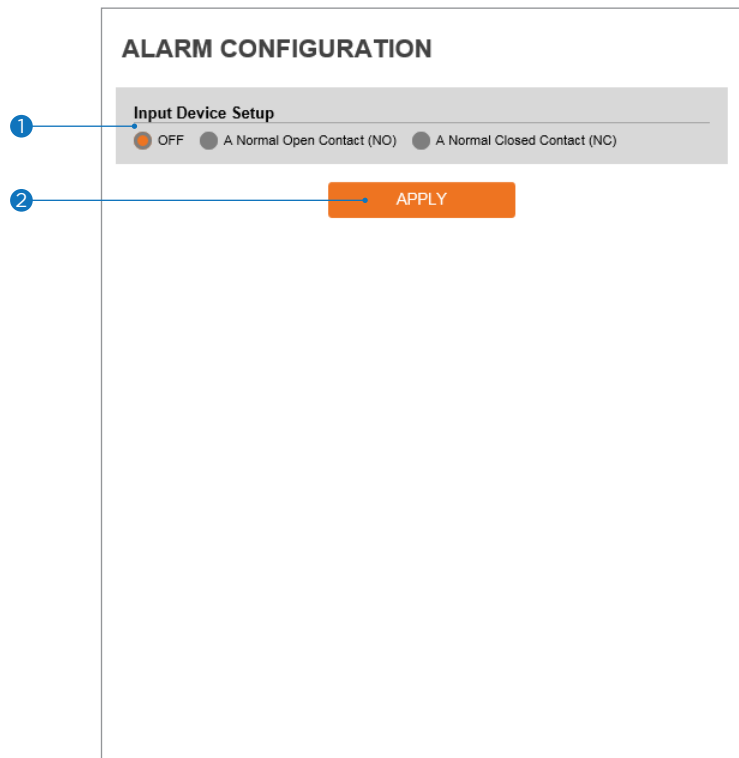 ALARM CONFIGURATION
Input Device Setup
1
OFF A Normal Open Contact (NO) A Normal Closed Contact (NC)
2 APPLY